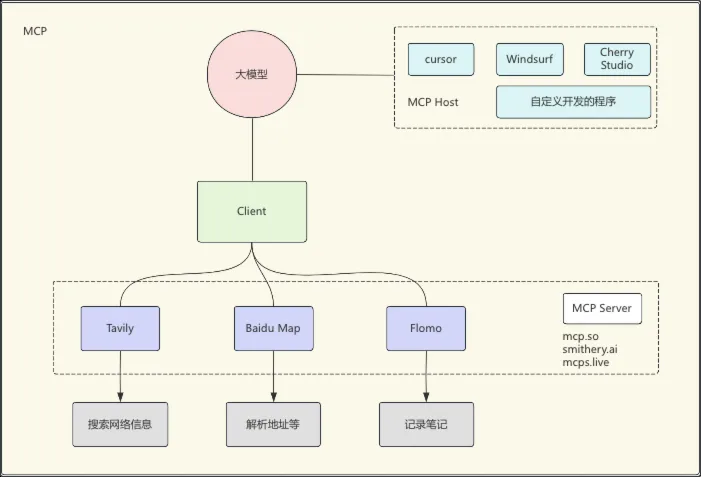 MCP
大模型
cursor
Windsurf
Cherry
Studio
MCP Host
自定义开发的程序
Client
Tavily
Baidu Map
Flomo
MCP Server
mcp.so
smithery.ai
mcps.live
搜索网络信息
解析地址等
记录笔记